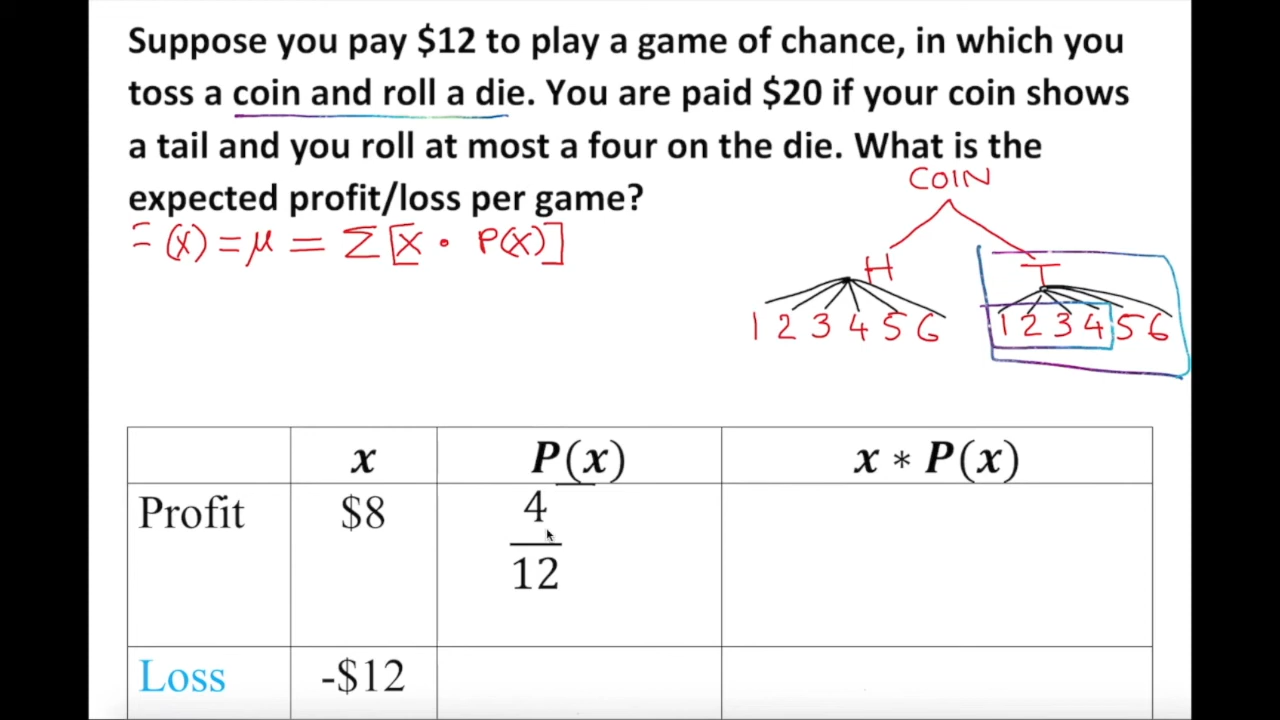 Suppose you pay $12 to play a game of chance, in which you
toss a coin and roll a die. You are paid $20 if your coin shows
a tail and you roll at most a four on the die. What is the
expected profit/loss per game?
COIN
(x) = μ = Σ [x · P(x)]
H T
1 2 3 4 5 6 1 2 3 4 5 6
x P(x) x * P(x)
Profit $8 4
12
Loss -$12